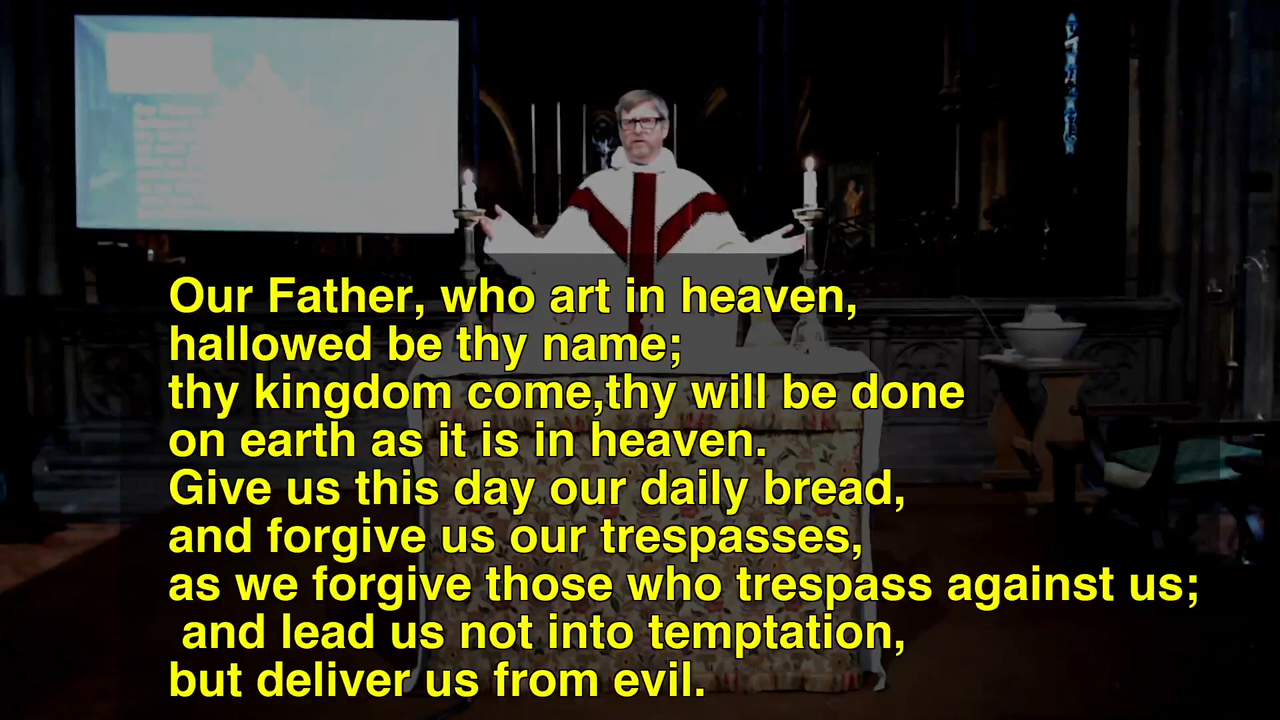 Our Father, who art in heaven,
hallowed be thy name;
thy kingdom come,thy will be done
on earth as it is in heaven.
Give us this day our daily bread,
and forgive us our trespasses,
as we forgive those who trespass against us;
and lead us not into temptation,
but deliver us from evil.